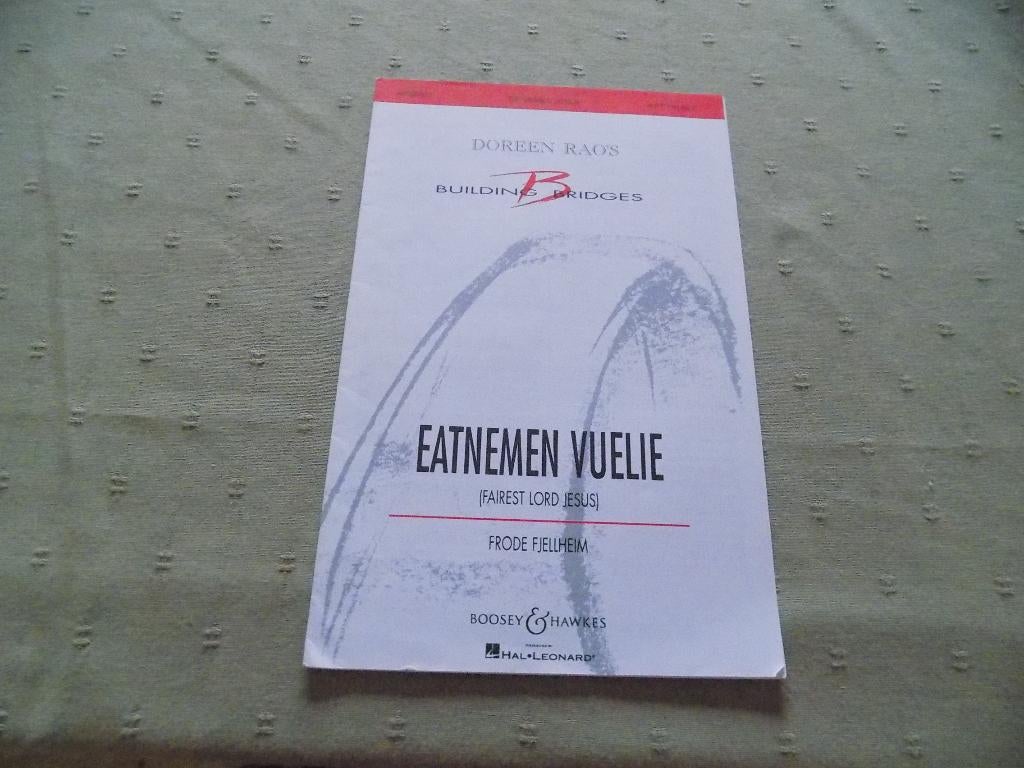 DOREEN RAO'S
BUILDING BRIDGES
EATNEMEN VUELIE
(FAIREST LORD JESUS)
FRODE FJELLHEIM
BOOSEY & HAWKES
HAL•LEONARD®